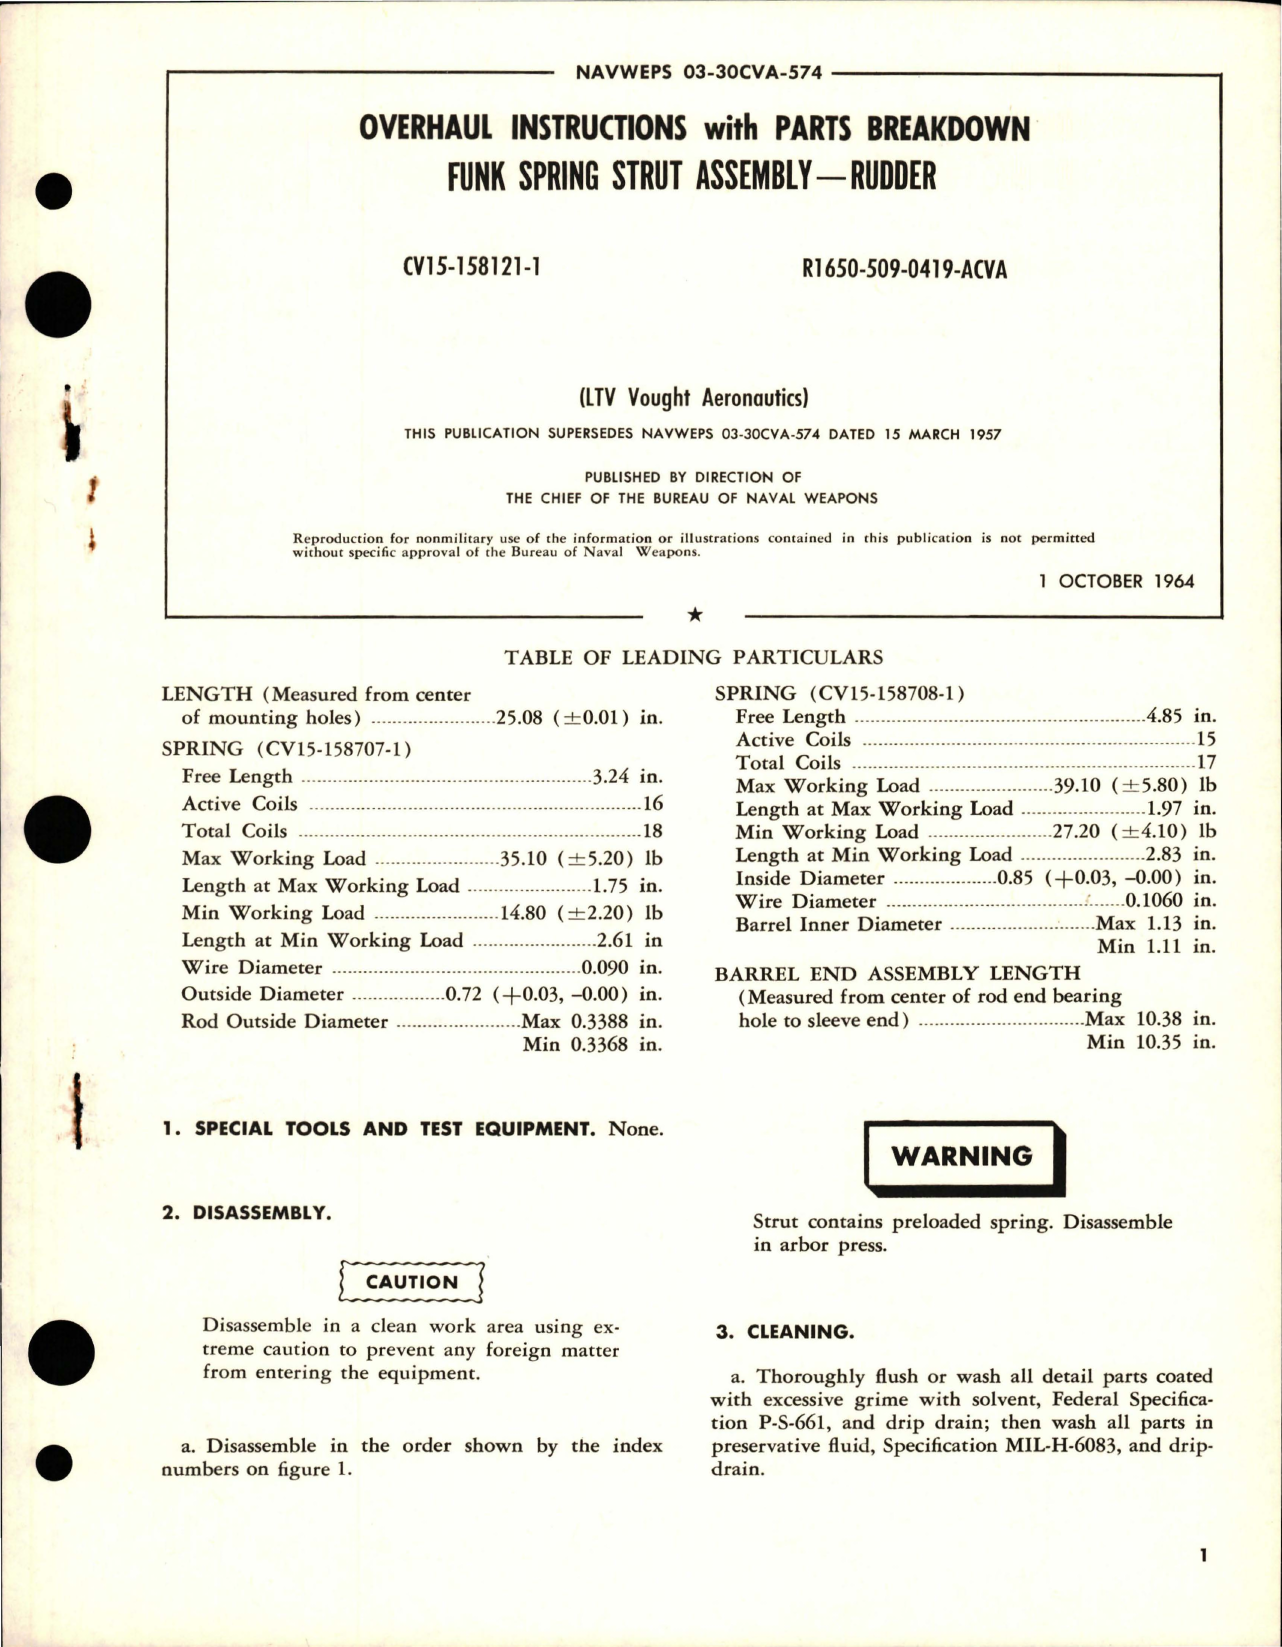 NAVWEPS 03-30CVA-574
OVERHAUL INSTRUCTIONS with PARTS BREAKDOWN
FUNK SPRING STRUT ASSEMBLY—RUDDER
CV15-158121-1 R1650-509-0419-ACVA
(LTV Vought Aeronautics)
THIS PUBLICATION SUPERSEDES NAVWEPS 03-30CVA-574 DATED 15 MARCH 1957
PUBLISHED BY DIRECTION OF
THE CHIEF OF THE BUREAU OF NAVAL WEAPONS
Reproduction for nonmilitary use of the information or illustrations contained in this publication is not permitted
without specific approval of the Bureau of Naval Weapons.
1 OCTOBER 1964
TABLE OF LEADING PARTICULARS
LENGTH (Measured from center
of mounting holes) ........ 25.08 (±0.01) in.
SPRING (CV15-158707-1)
Free Length ........ 3.24 in.
Active Coils ........ 16
Total Coils ........ 18
Max Working Load ........ 35.10 (±5.20) lb
Length at Max Working Load ........ 1.75 in.
Min Working Load ........ 14.80 (±2.20) lb
Length at Min Working Load ........ 2.61 in
Wire Diameter ........ 0.090 in.
Outside Diameter ........ 0.72 (+0.03, -0.00) in.
Rod Outside Diameter ........ Max 0.3388 in.
Min 0.3368 in.
SPRING (CV15-158708-1)
Free Length ........ 4.85 in.
Active Coils ........ 15
Total Coils ........ 17
Max Working Load ........ 39.10 (±5.80) lb
Length at Max Working Load ........ 1.97 in.
Min Working Load ........ 27.20 (±4.10) lb
Length at Min Working Load ........ 2.83 in.
Inside Diameter ........ 0.85 (+0.03, -0.00) in.
Wire Diameter ........ 0.1060 in.
Barrel Inner Diameter ........ Max 1.13 in.
Min 1.11 in.
BARREL END ASSEMBLY LENGTH
(Measured from center of rod end bearing
hole to sleeve end) ........ Max 10.38 in.
Min 10.35 in.
1. SPECIAL TOOLS AND TEST EQUIPMENT. None.
2. DISASSEMBLY.
CAUTION
Disassemble in a clean work area using ex-
treme caution to prevent any foreign matter
from entering the equipment.
a. Disassemble in the order shown by the index
numbers on figure 1.
WARNING
Strut contains preloaded spring. Disassemble
in arbor press.
3. CLEANING.
a. Thoroughly flush or wash all detail parts coated
with excessive grime with solvent, Federal Specifica-
tion P-S-661, and drip drain; then wash all parts in
preservative fluid, Specification MIL-H-6083, and drip-
drain.
1